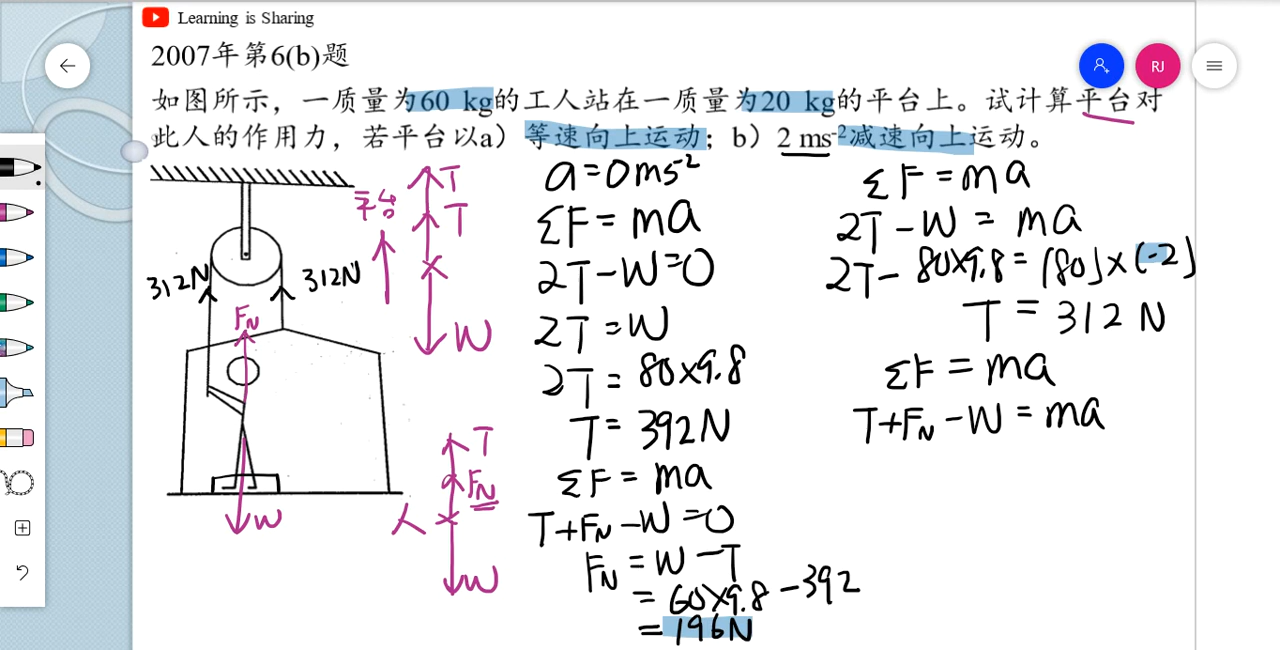 Learning is Sharing
2007年第6(b)题
RJ
如图所示，一质量为60 kg的工人站在一质量为20 kg的平台上。试计算平台对
此人的作用力，若平台以a）等速向上运动；b）2 ms-2减速向上运动。
平台
T
T
W
312N
312N
FN
W
人
T
FN
W
a=0ms-2
ΣF=ma
2T-W=0
2T=W
2T=80×9.8
T=392N
ΣF=ma
T+FN-W=0
FN=W-T
=60×9.8-392
=196N
ΣF=ma
2T-W=ma
2T-80×9.8=(80)×(-2)
T=312N
ΣF=ma
T+FN-W=ma